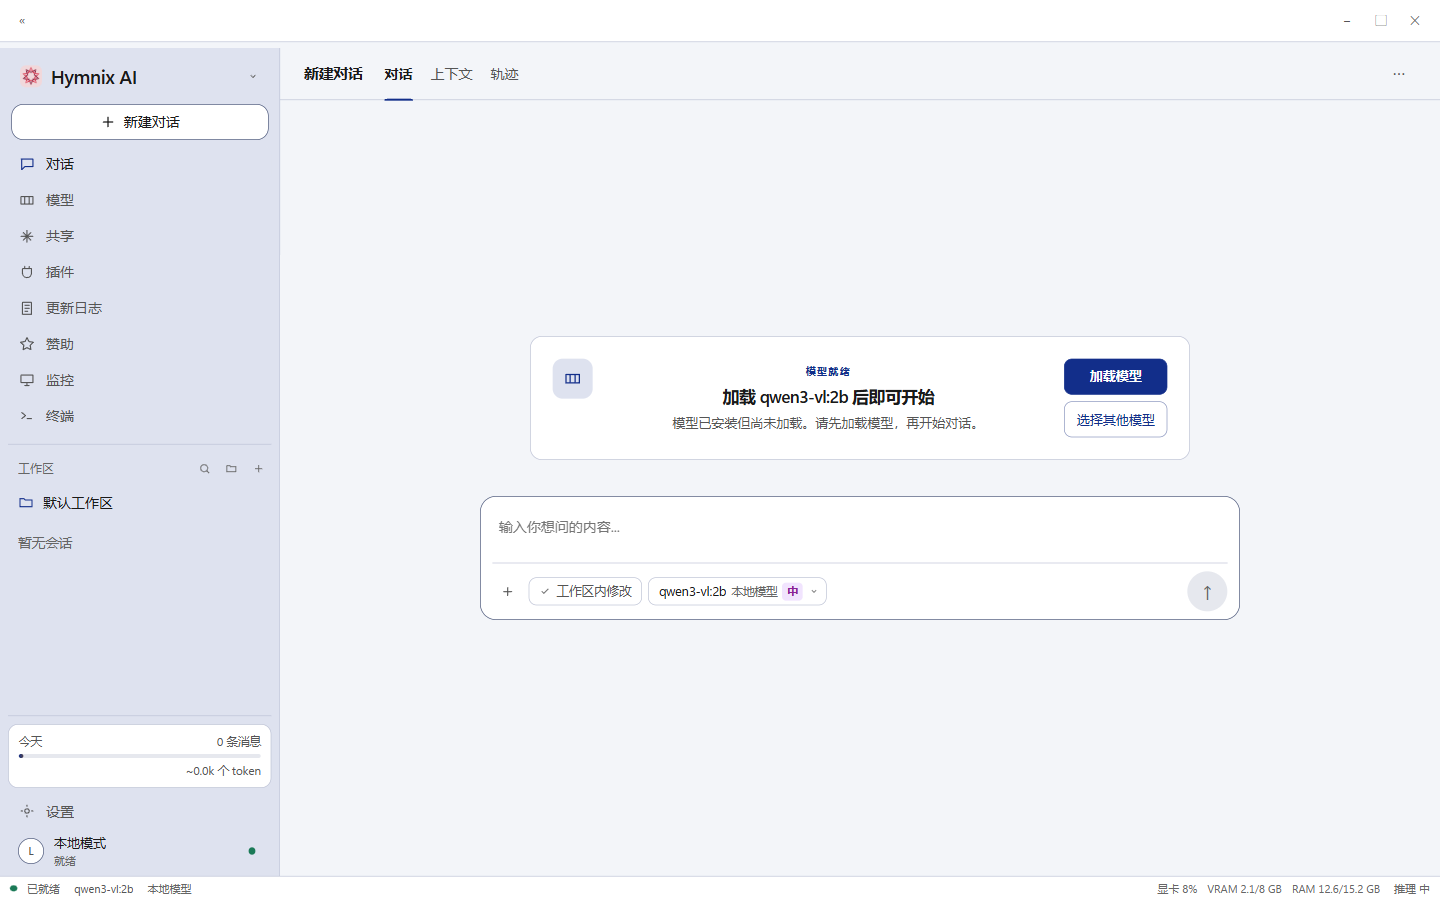 «
Hymnix AI
新建对话
对话
模型
共享
插件
更新日志
赞助
监控
终端
工作区
默认工作区
暂无会话
今天 0 条消息
~0.0k 个 token
设置
L
本地模式
就绪
新建对话 对话 上下文 轨迹
...
模型就绪
加载 qwen3-vl:2b 后即可开始
模型已安装但尚未加载。请先加载模型，再开始对话。
加载模型
选择其他模型
输入你想问的内容...
工作区内修改
qwen3-vl:2b 本地模型 中
已就绪 qwen3-vl:2b 本地模型
显卡 8% VRAM 2.1/8 GB RAM 12.6/15.2 GB 推理 中